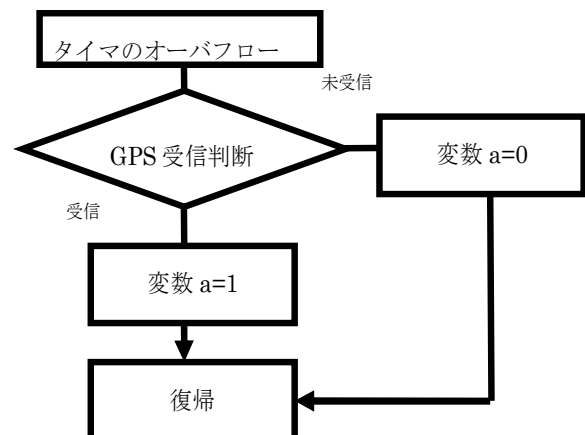 タイマのオーバフロー
未受信
GPS 受信判断
変数 a=0
受信
変数 a=1
復帰